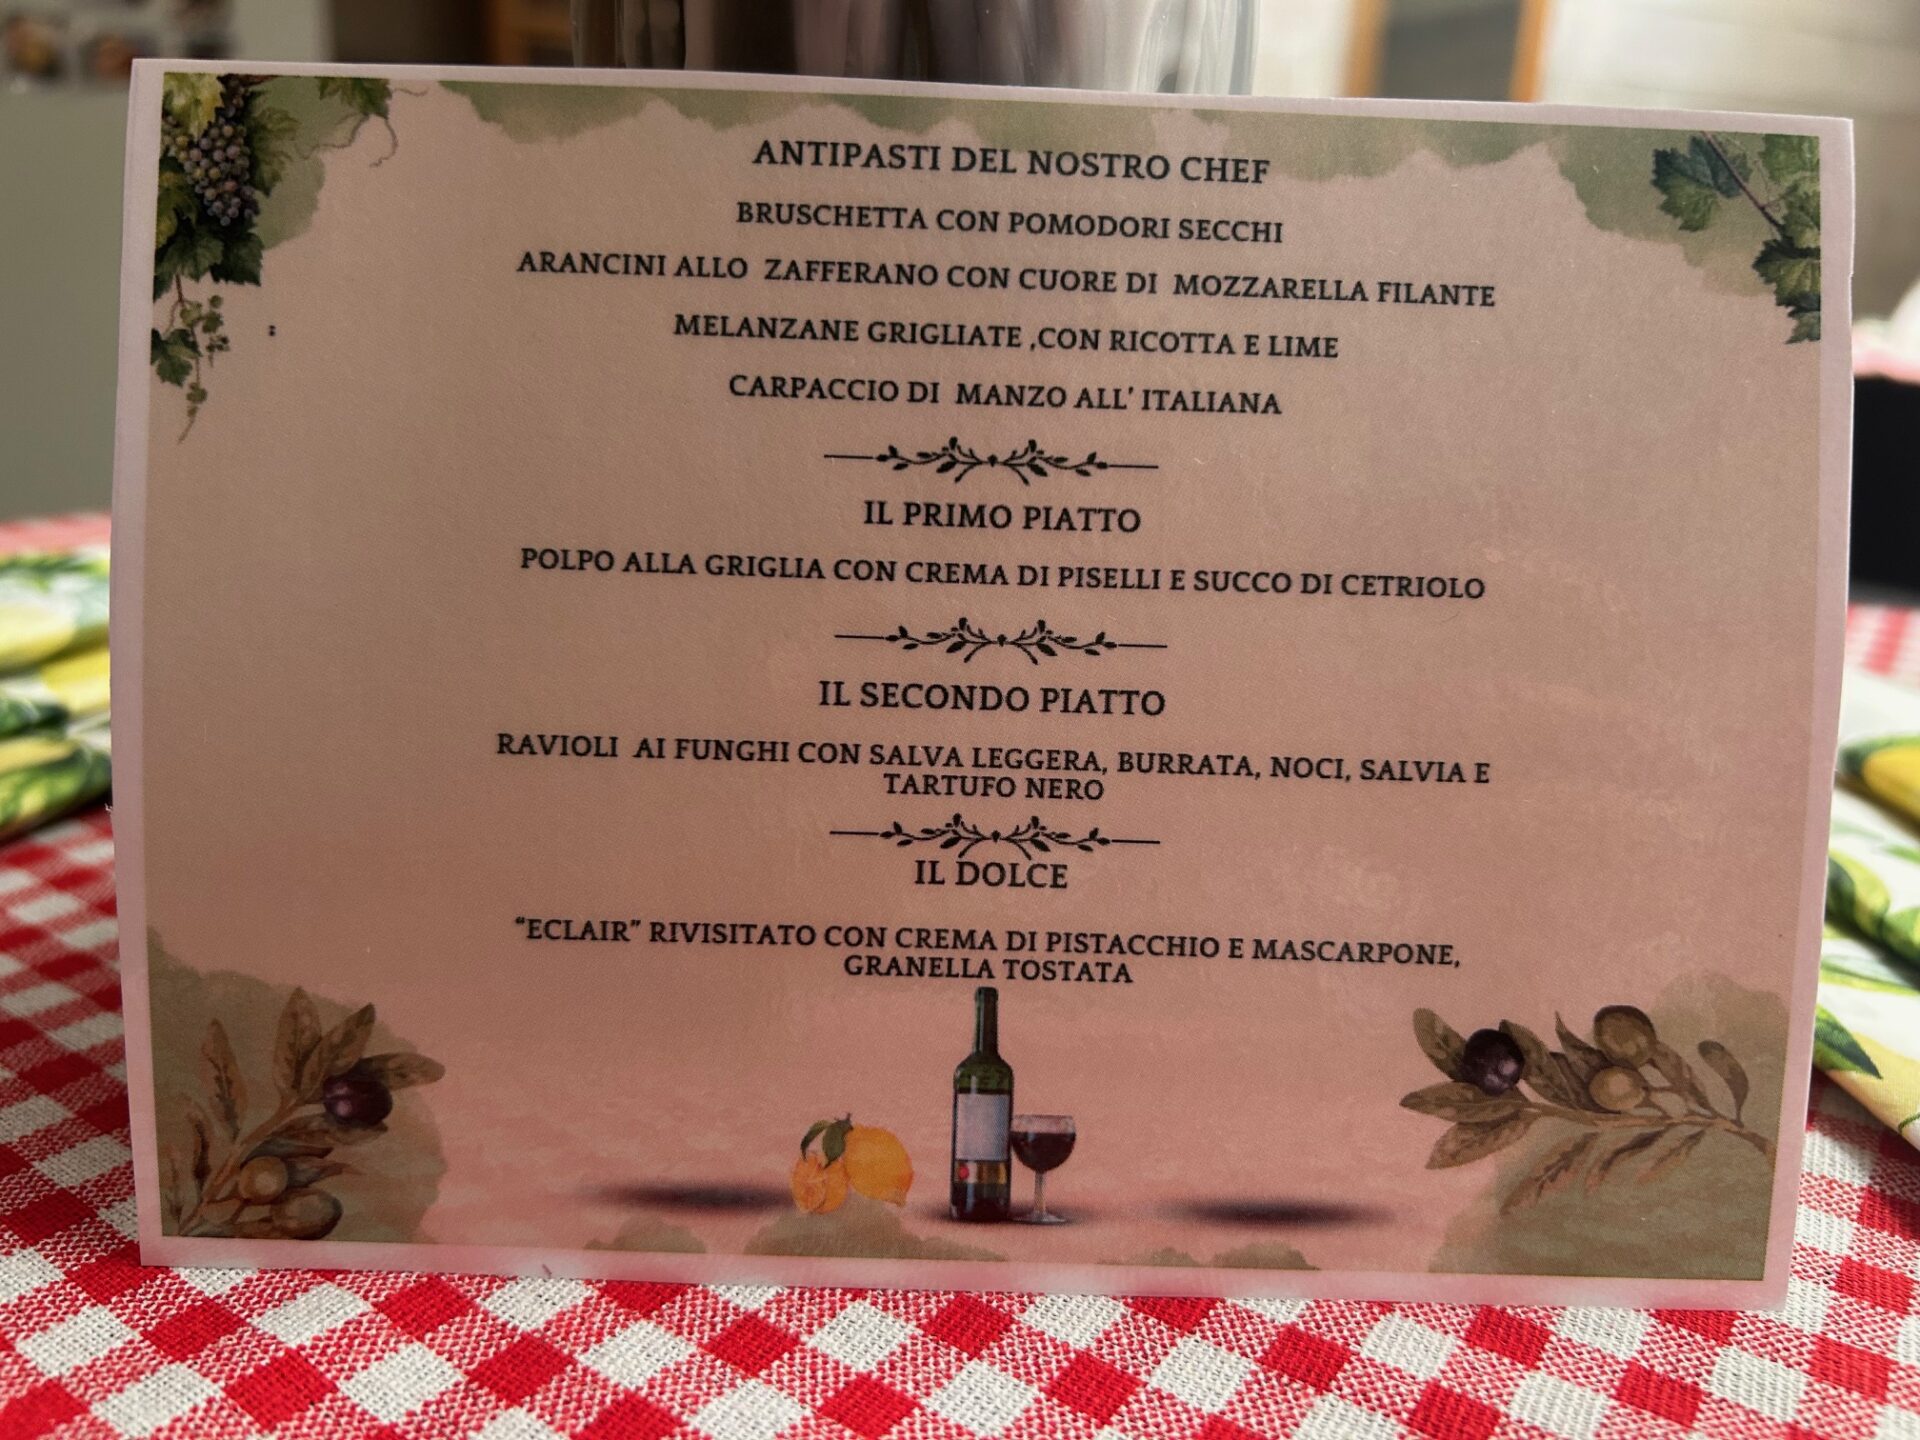 ANTIPASTI DEL NOSTRO CHEF
BRUSCHETTA CON POMODORI SECCHI
ARANCINI ALLO ZAFFERANO CON CUORE DI MOZZARELLA FILANTE
:
MELANZANE GRIGLIATE ,CON RICOTTA E LIME
CARPACCIO DI MANZO ALL' ITALIANA
IL PRIMO PIATTO
POLPO ALLA GRIGLIA CON CREMA DI PISELLI E SUCCO DI CETRIOLO
IL SECONDO PIATTO
RAVIOLI AI FUNGHI CON SALVA LEGGERA, BURRATA, NOCI, SALVIA E
TARTUFO NERO
IL DOLCE
“ECLAIR” RIVISITATO CON CREMA DI PISTACCHIO E MASCARPONE,
GRANELLA TOSTATA